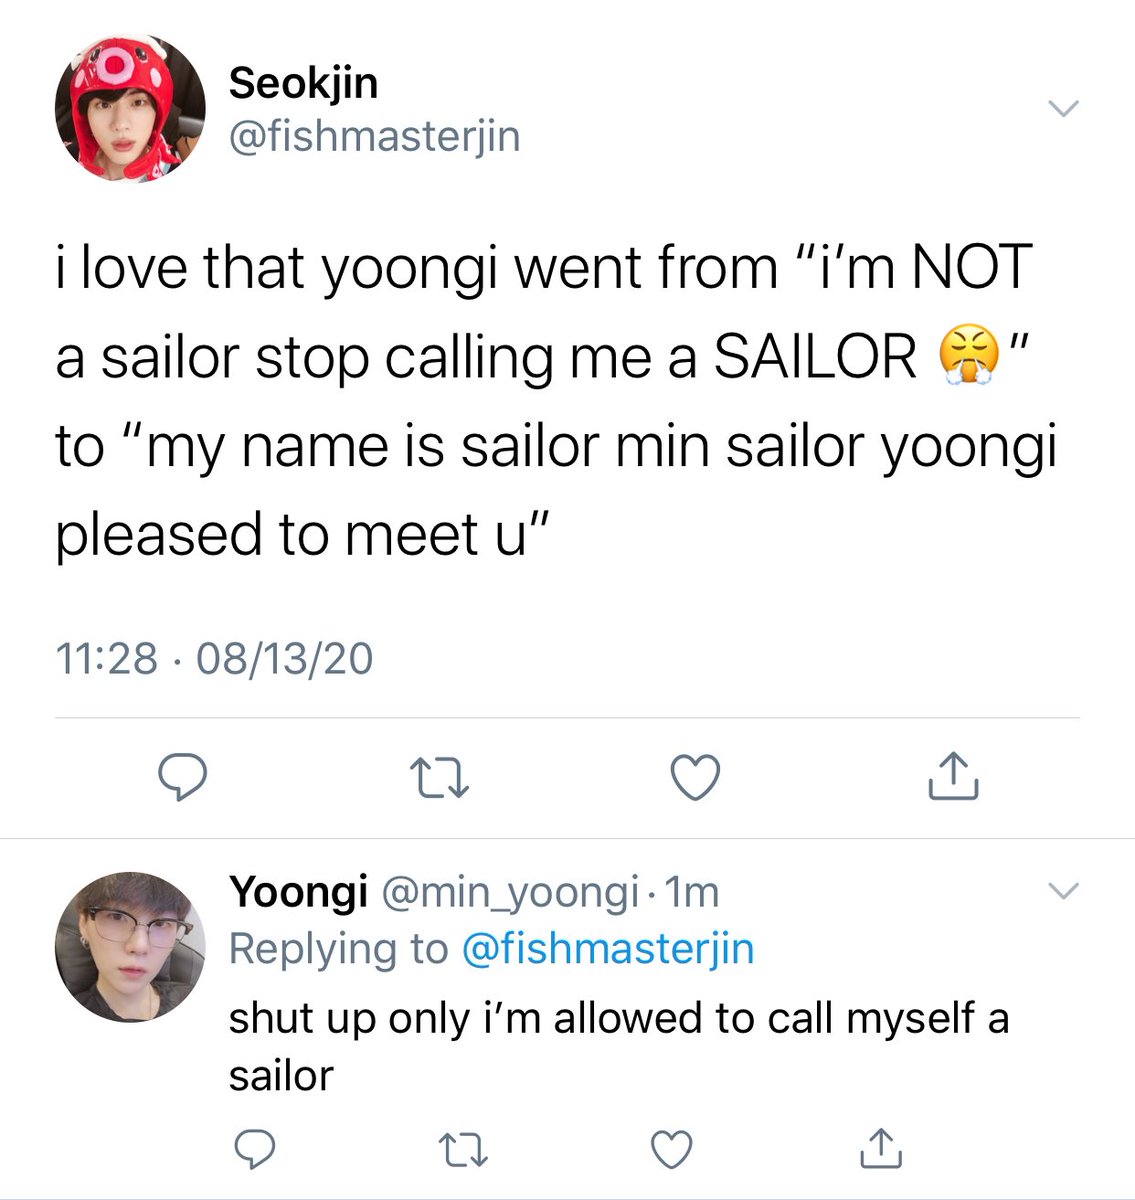 Seokjin
@fishmasterjin
i love that yoongi went from “i’m NOT
a sailor stop calling me a SAILOR 😤”
to “my name is sailor min sailor yoongi
pleased to meet u”
11:28 · 08/13/20
Yoongi @min_yoongi · 1m
Replying to @fishmasterjin
shut up only i’m allowed to call myself a
sailor